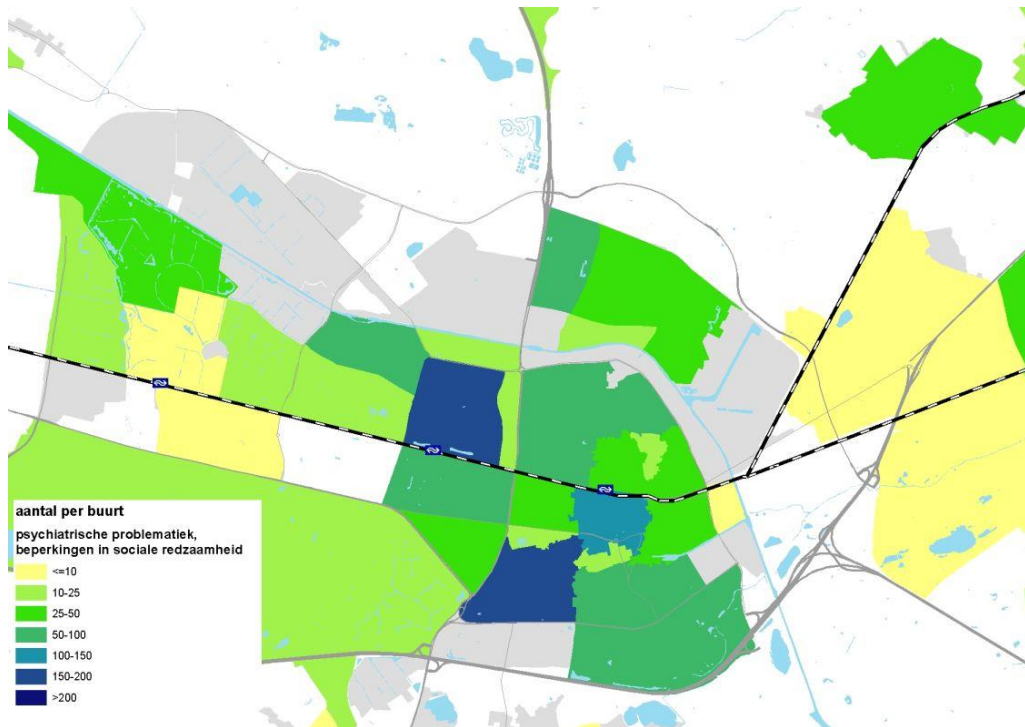 aantal per buurt
psychiatrische problematiek,
beperkingen in sociale redzaamheid
<=10
10-25
25-50
50-100
100-150
150-200
>200